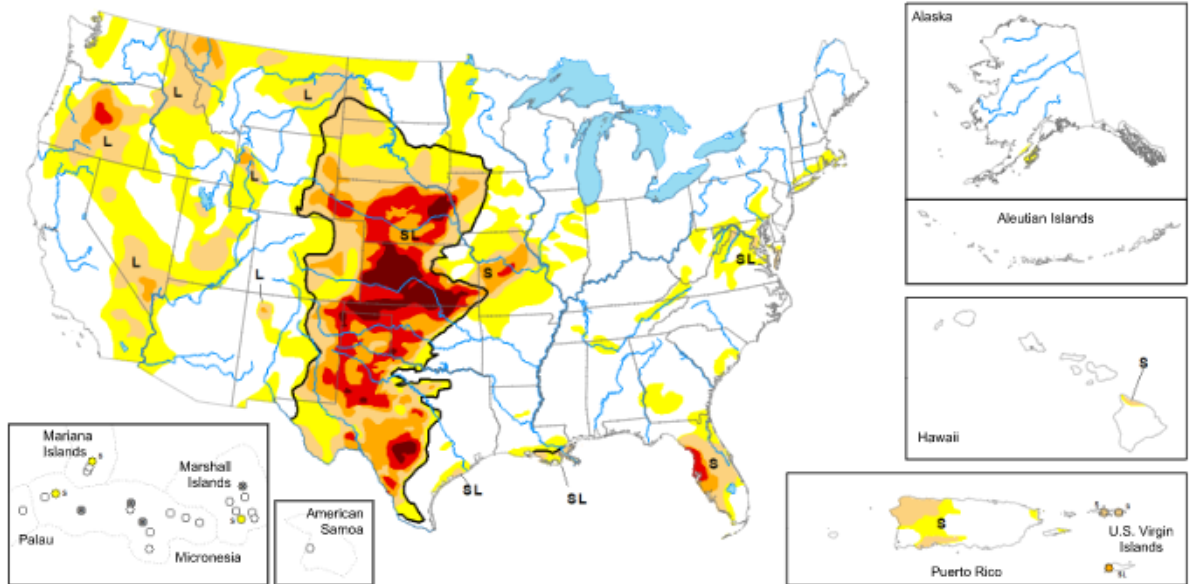 Alaska
L
L
L
L
Aleutian Islands
SL
S
SL
L
L
S
Hawaii
Mariana
Islands
S
Marshall
Islands
S
S
Palau
Micronesia
American
Samoa
SL
SL
S
S
S
S
U.S. Virgin
Islands
SL
Puerto Rico